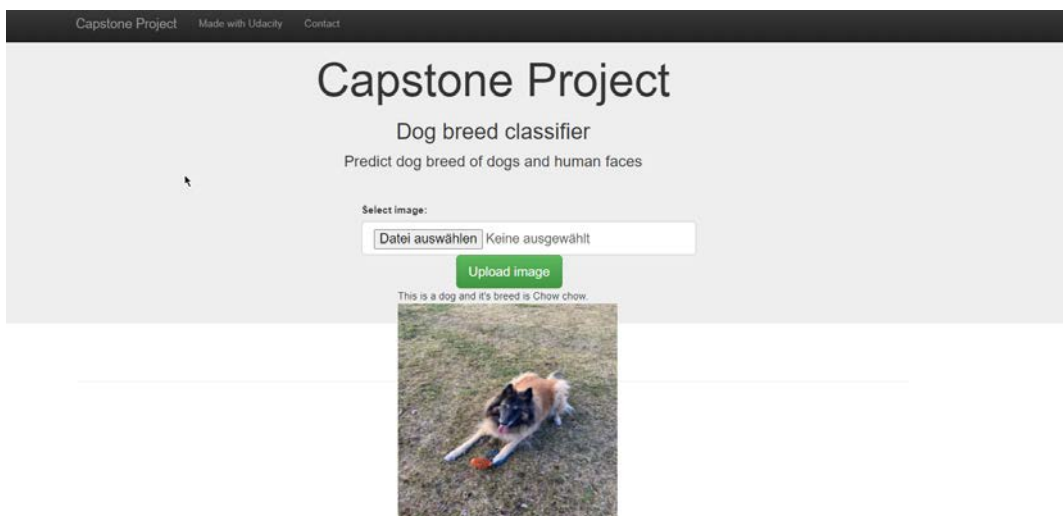 Capstone Project Made with Udacity Contact
Capstone Project
Dog breed classifier
Predict dog breed of dogs and human faces
Select image:
Datei auswählen Keine ausgewählt
Upload image
This is a dog and it's breed is Chow chow.